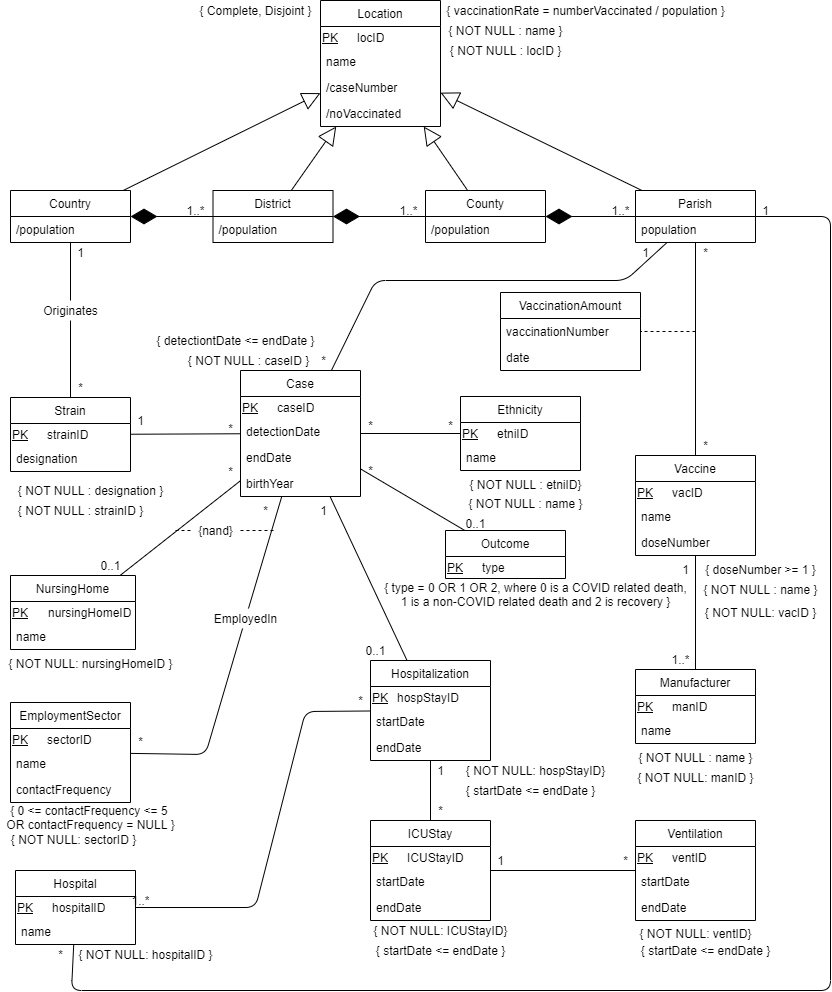 { Complete, Disjoint }
Location
{ vaccinationRate = numberVaccinated / population }
PK locID
{ NOT NULL : name }
{ NOT NULL : locID }
name
/caseNumber
/noVaccinated
Country
1..*
District
1..*
County
1..*
Parish
1
/population
/population
/population
population
1
1
*
Originates
VaccinationAmount
vaccinationNumber
date
{ detectiontDate <= endDate }
{ NOT NULL : caseID }
*
*
Strain
PK strainID
designation
1
*
Case
PK caseID
detectionDate
endDate
birthYear
*
*
Ethnicity
PK etniID
name
*
Vaccine
PK vacID
name
doseNumber
{ NOT NULL : designation }
{ NOT NULL : strainID }
*
*
*
1
{ NOT NULL : etniID}
{ NOT NULL : name }
{nand}
0..1
Outcome
PK type
{ type = 0 OR 1 OR 2, where 0 is a COVID related death,
1 is a non-COVID related death and 2 is recovery }
1
{ doseNumber >= 1 }
{ NOT NULL : name }
{ NOT NULL: vacID }
0..1
NursingHome
PK nursingHomeID
name
{ NOT NULL: nursingHomeID }
EmployedIn
0..1
1..*
Hospitalization
PK hospStayID
startDate
endDate
*
Manufacturer
PK manID
name
{ NOT NULL : name }
{ NOT NULL: manID }
EmploymentSector
PK sectorID
name
contactFrequency
*
{ 0 <= contactFrequency <= 5
OR contactFrequency = NULL }
{ NOT NULL: sectorID }
1
{ NOT NULL: hospStayID}
{ startDate <= endDate }
*
ICUStay
PK ICUStayID
startDate
endDate
1
*
Ventilation
PK ventID
startDate
endDate
{ NOT NULL: ICUStayID}
{ startDate <= endDate }
{ NOT NULL: ventID}
{ startDate <= endDate }
Hospital
PK hospitalID
name
..*
*
{ NOT NULL: hospitalID }